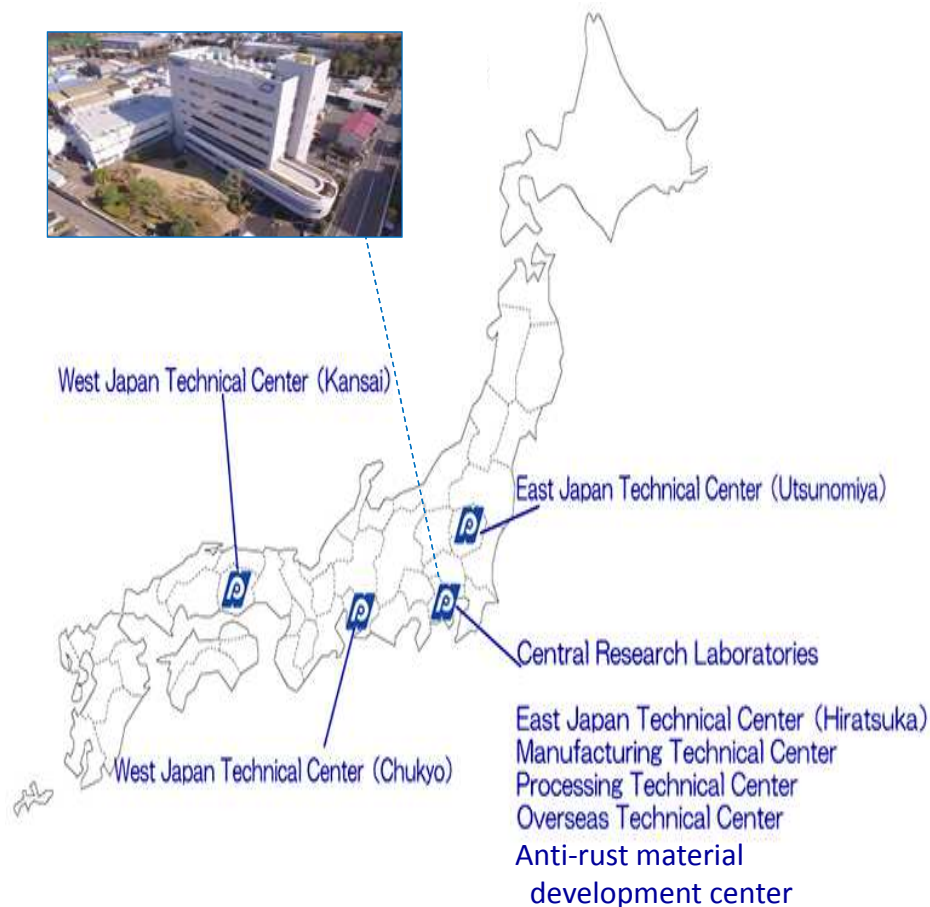 West Japan Technical Center (Kansai)
East Japan Technical Center (Utsunomiya)
Central Research Laboratories
East Japan Technical Center (Hiratsuka)
Manufacturing Technical Center
Processing Technical Center
Overseas Technical Center
Anti-rust material
development center
West Japan Technical Center (Chukyo)